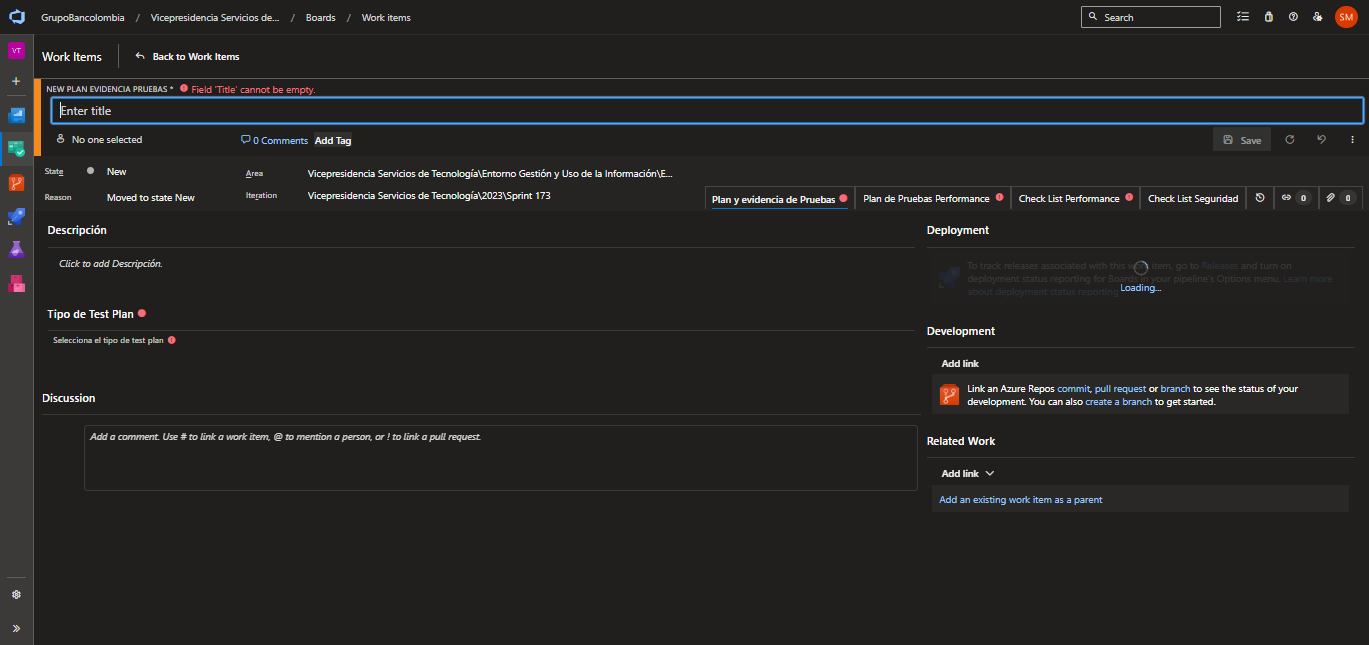 GrupoBancolombia / Vicepresidencia Servicios de... / Boards / Work items
Search
SM
VT
Work Items
Back to Work Items
NEW PLAN EVIDENCIA PRUEBAS * Field 'Title' cannot be empty.
Enter title
No one selected
0 Comments
Add Tag
Save
State
New
Area
Vicepresidencia Servicios de Tecnología\Entorno Gestión y Uso de la Información\E...
Reason
Moved to state New
Iteration
Vicepresidencia Servicios de Tecnología\2023\Sprint 173
Plan y evidencia de Pruebas
Plan de Pruebas Performance
Check List Performance
Check List Seguridad
0
0
Descripción
Click to add Descripción.
Tipo de Test Plan
Selecciona el tipo de test plan
Discussion
Add a comment. Use # to link a work item, @ to mention a person, or ! to link a pull request.
Deployment
To track releases associated with this work item, go to Releases and turn on
deployment status reporting for Boards in your pipeline's Options menu. Learn more
about deployment status reporting
Loading...
Development
Add link
Link an Azure Repos commit, pull request or branch to see the status of your
development. You can also create a branch to get started.
Related Work
Add link
Add an existing work item as a parent